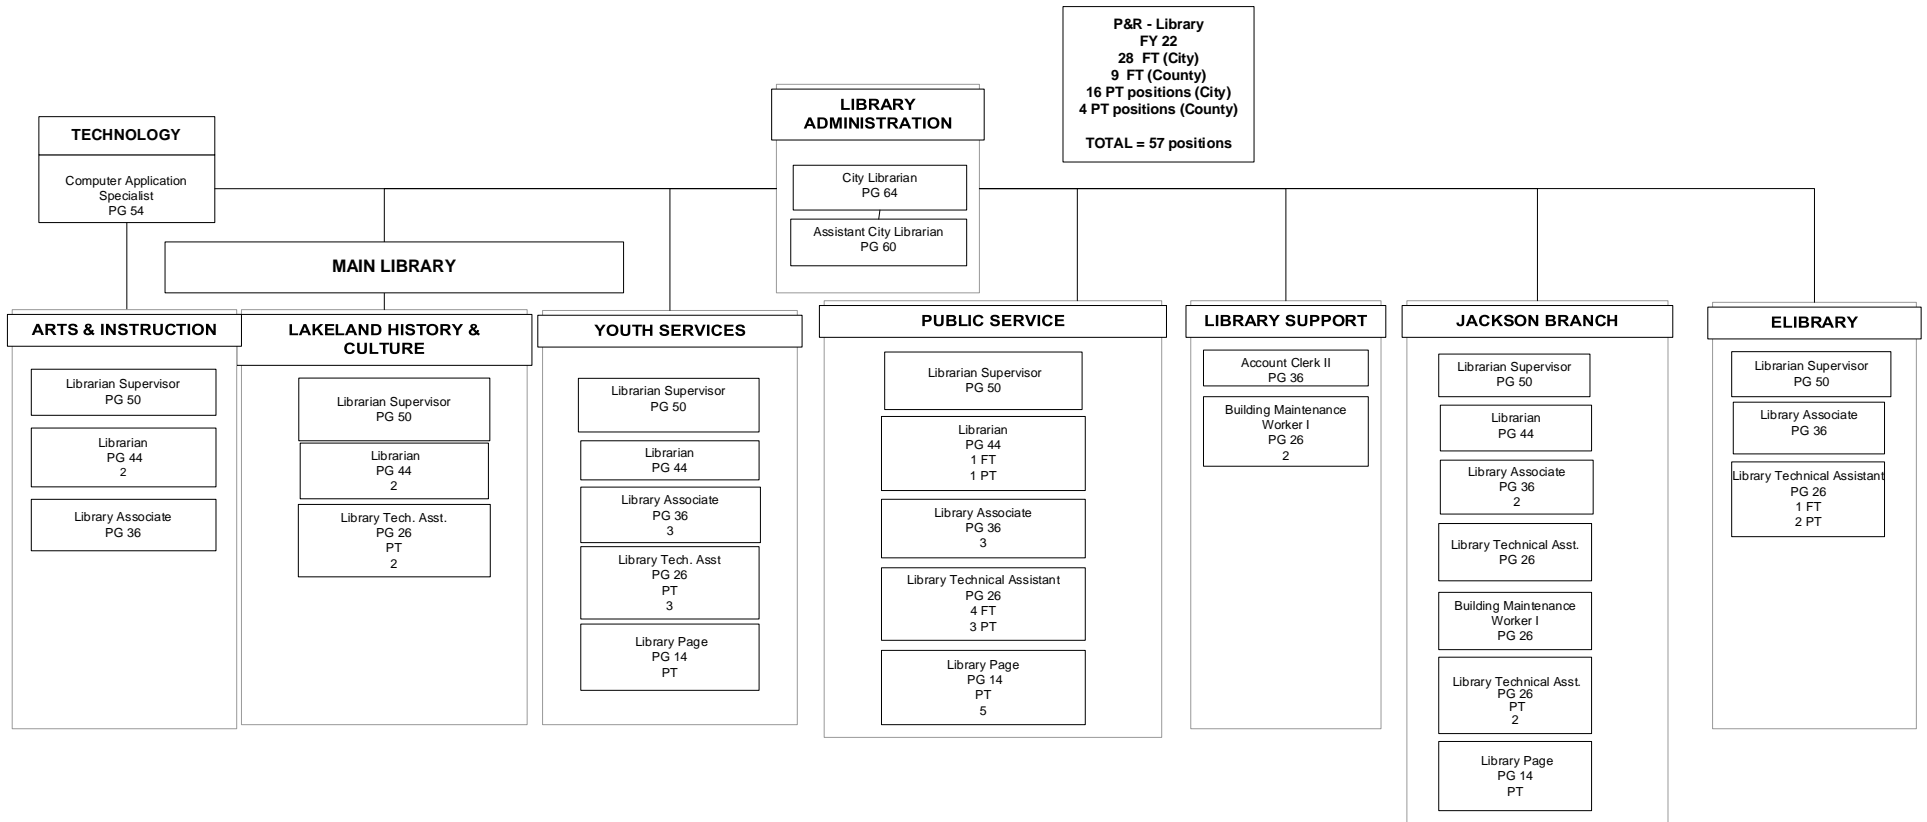 P&R - Library
FY 22
28 FT (City)
9 FT (County)
16 PT positions (City)
4 PT positions (County)
TOTAL = 57 positions
LIBRARY
ADMINISTRATION
City Librarian
PG 64
Assistant City Librarian
PG 60
TECHNOLOGY
Computer Application
Specialist
PG 54
MAIN LIBRARY
ARTS & INSTRUCTION
Librarian Supervisor
PG 50
Librarian
PG 44
2
Library Associate
PG 36
LAKELAND HISTORY &
CULTURE
Librarian Supervisor
PG 50
Librarian
PG 44
2
Library Tech. Asst.
PG 26
PT
2
YOUTH SERVICES
Librarian Supervisor
PG 50
Librarian
PG 44
Library Associate
PG 36
3
Library Tech. Asst
PG 26
PT
3
Library Page
PG 14
PT
PUBLIC SERVICE
Librarian Supervisor
PG 50
Librarian
PG 44
1 FT
1 PT
Library Associate
PG 36
3
Library Technical Assistant
PG 26
4 FT
3 PT
Library Page
PG 14
PT
5
LIBRARY SUPPORT
Account Clerk II
PG 36
Building Maintenance
Worker I
PG 26
2
JACKSON BRANCH
Librarian Supervisor
PG 50
Librarian
PG 44
Library Associate
PG 36
2
Library Technical Asst.
PG 26
Building Maintenance
Worker I
PG 26
Library Technical Asst.
PG 26
PT
2
Library Page
PG 14
PT
ELIBRARY
Librarian Supervisor
PG 50
Library Associate
PG 36
Library Technical Assistant
PG 26
1 FT
2 PT